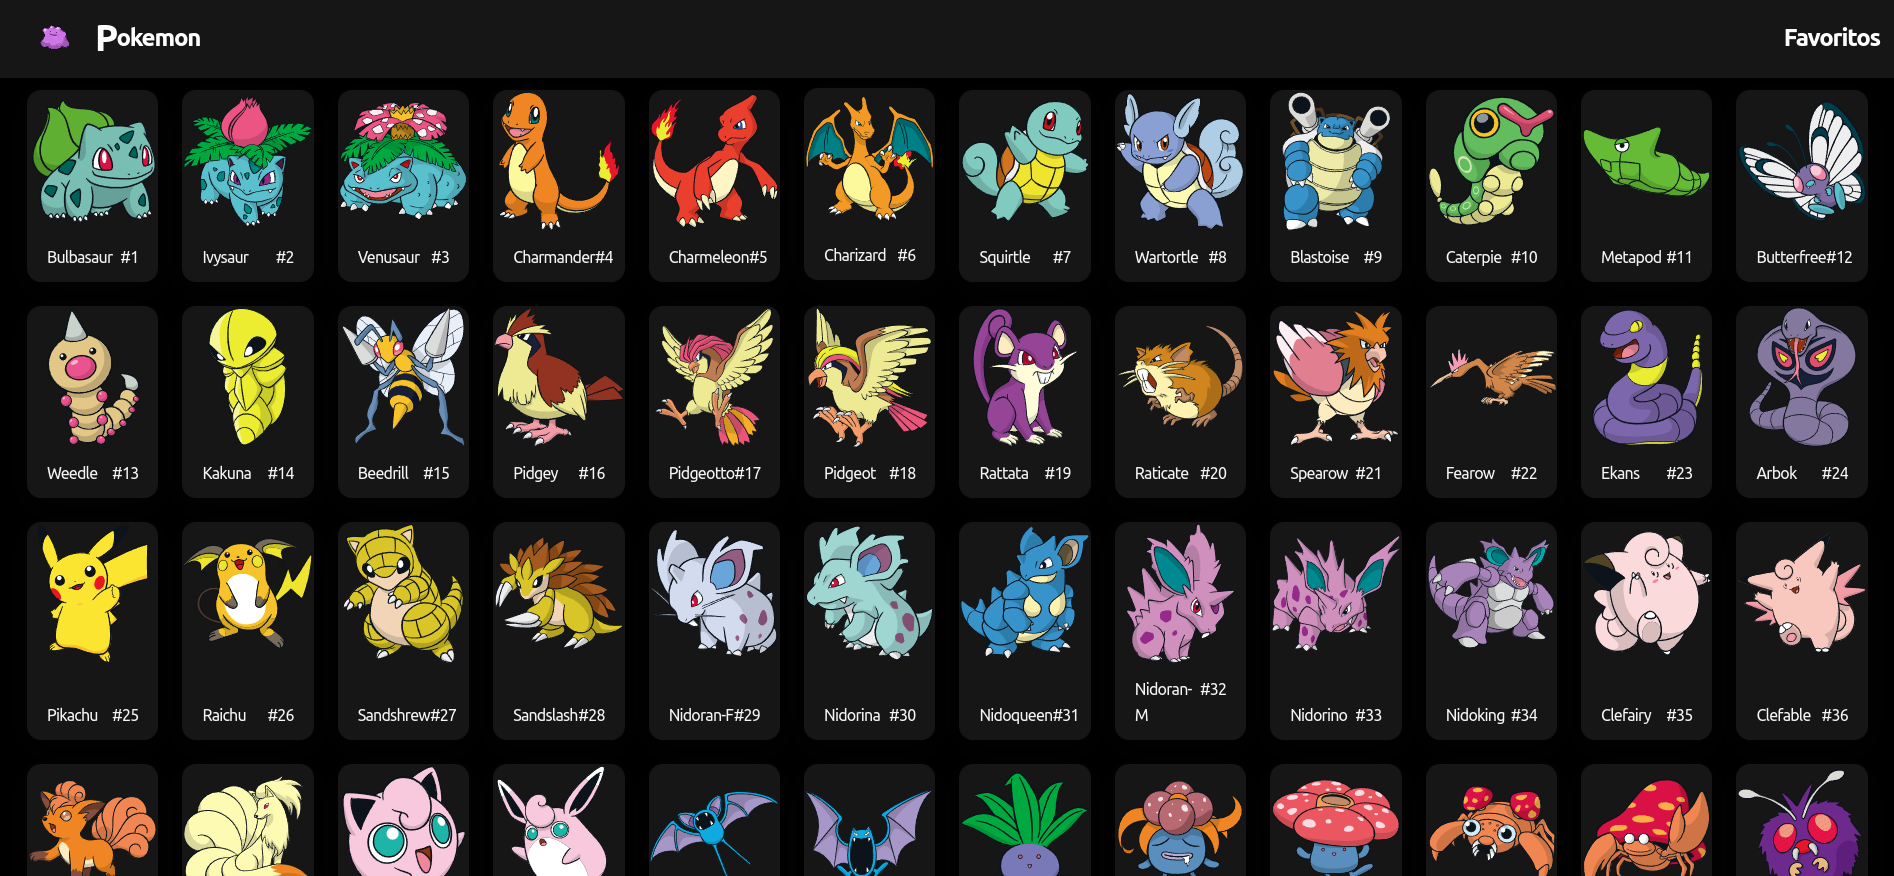 Pokemon
Favoritos
Bulbasaur #1
Ivysaur #2
Venusaur #3
Charmander#4
Charmeleon#5
Charizard #6
Squirtle #7
Wartortle #8
Blastoise #9
Caterpie #10
Metapod #11
Butterfree#12
Weedle #13
Kakuna #14
Beedrill #15
Pidgey #16
Pidgeotto#17
Pidgeot #18
Rattata #19
Raticate #20
Spearow #21
Fearow #22
Ekans #23
Arbok #24
Pikachu #25
Raichu #26
Sandshrew#27
Sandslash#28
Nidoran-F#29
Nidorina #30
Nidoqueen#31
Nidoran- #32
M
Nidorino #33
Nidoking #34
Clefairy #35
Clefable #36